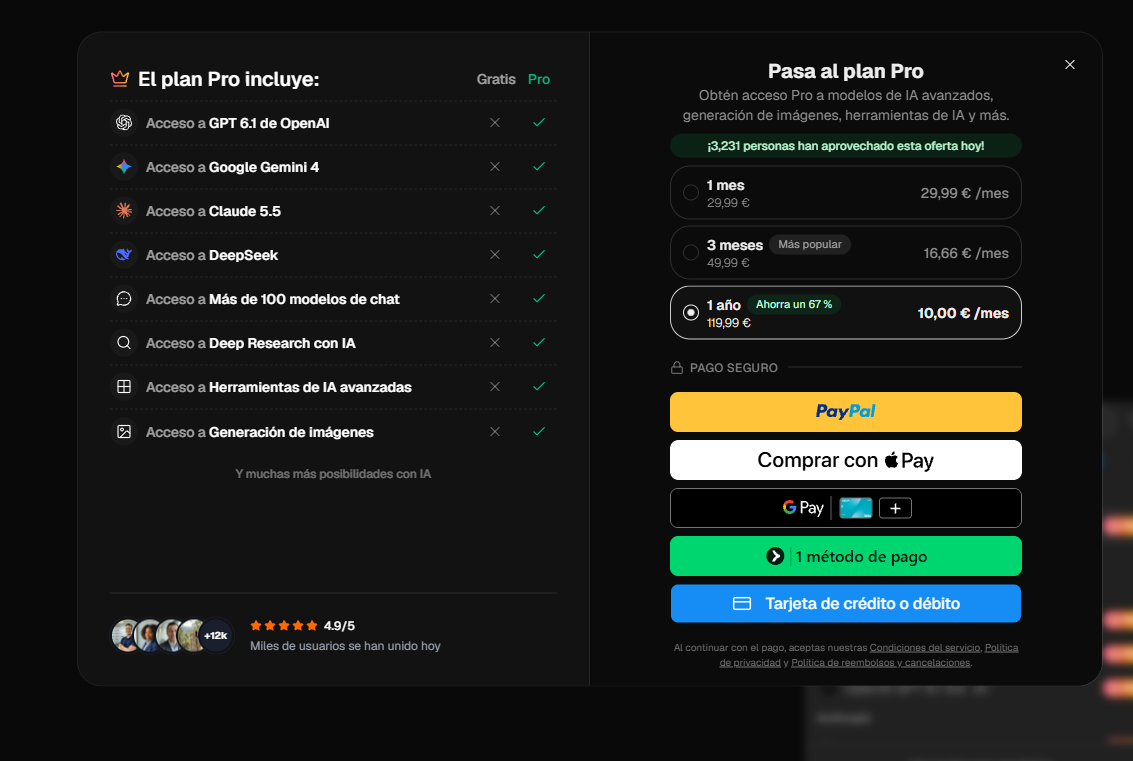 El plan Pro incluye:
Gratis Pro
Acceso a GPT 6.1 de OpenAI
Acceso a Google Gemini 4
Acceso a Claude 5.5
Acceso a DeepSeek
Acceso a Más de 100 modelos de chat
Acceso a Deep Research con IA
Acceso a Herramientas de IA avanzadas
Acceso a Generación de imágenes
Y muchas más posibilidades con IA
+12k
4.9/5
Miles de usuarios se han unido hoy
Pasa al plan Pro
Obtén acceso Pro a modelos de IA avanzados,
generación de imágenes, herramientas de IA y más.
¡3,231 personas han aprovechado esta oferta hoy!
1 mes
29,99 €
29,99 € /mes
3 meses Más popular
49,99 €
16,66 € /mes
1 año Ahorra un 67 %
119,99 €
10,00 € /mes
PAGO SEGURO
PayPal
Comprar con Pay
G Pay
1 método de pago
Tarjeta de crédito o débito
Al continuar con el pago, aceptas nuestras Condiciones del servicio, Política
de privacidad y Política de reembolsos y cancelaciones.